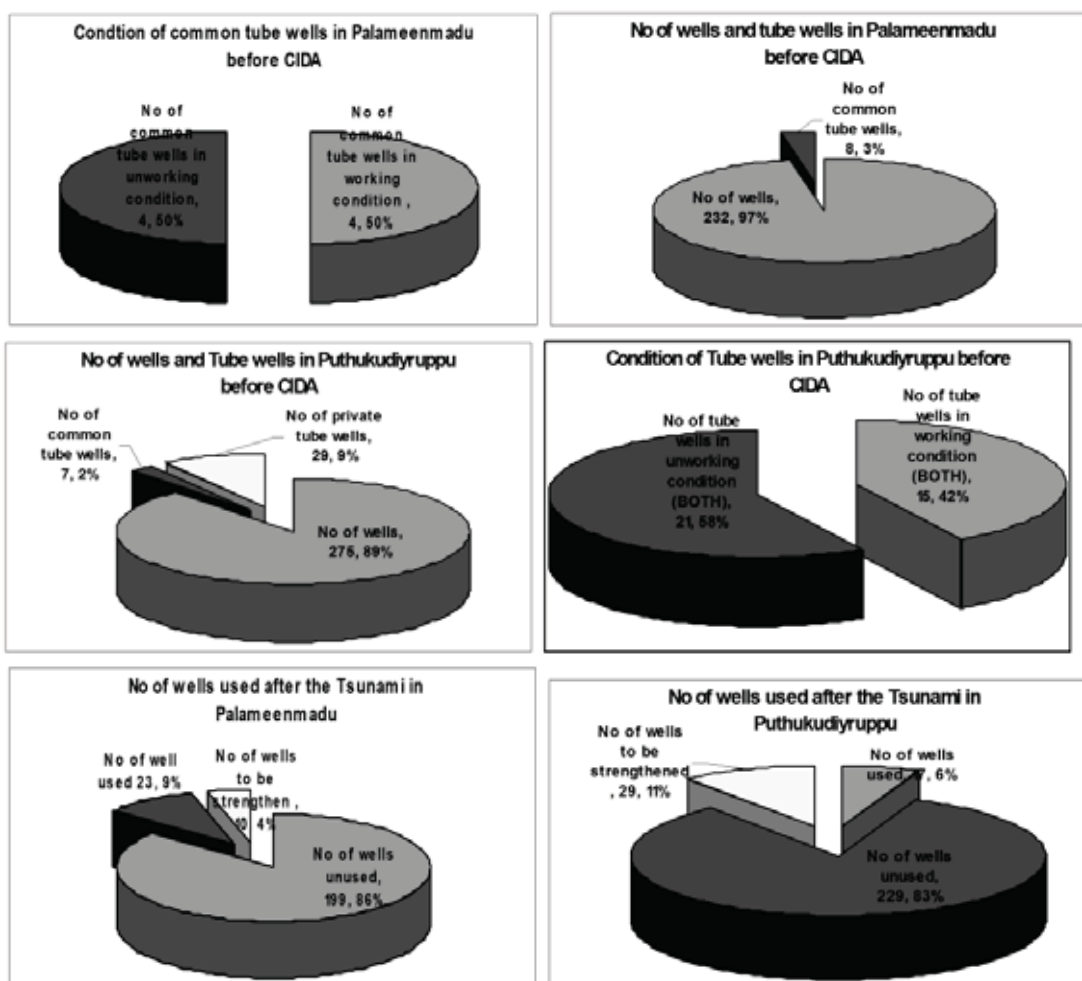 Condtion of common tube wells in Palameenmadu
before CIDA
No of
common
tube wells in
unworking
condition,
4, 50%
No of
common
tube wells in
working
condition ,
4, 50%
No of wells and tube wells in Palameenmadu
before CIDA
No of
common
tube wells,
8, 3%
No of wells,
232, 97%
No of wells and Tube wells in Puthukudiyruppu
before CIDA
No of
common
tube wells,
7, 2%
No of private
tube wells,
29, 9%
No of wells,
275, 89%
Condition of Tube wells in Puthukudiyruppu before
CIDA
No of tube
wells in
unworking
condition
(BOTH),
21, 58%
No of tube
wells in
working
condition
(BOTH),
15, 42%
No of wells used after the Tsunami in
Palameenmadu
No of well
used 23, 9%
No of wells
to be
strengthen ,
10, 4%
No of wells
unused,
199, 86%
No of wells used after the Tsunami in
Puthukudiyruppu
No of wells
to be
strengthened
, 29, 11%
No of wells
used, 6%
No of wells
unused,
229, 83%